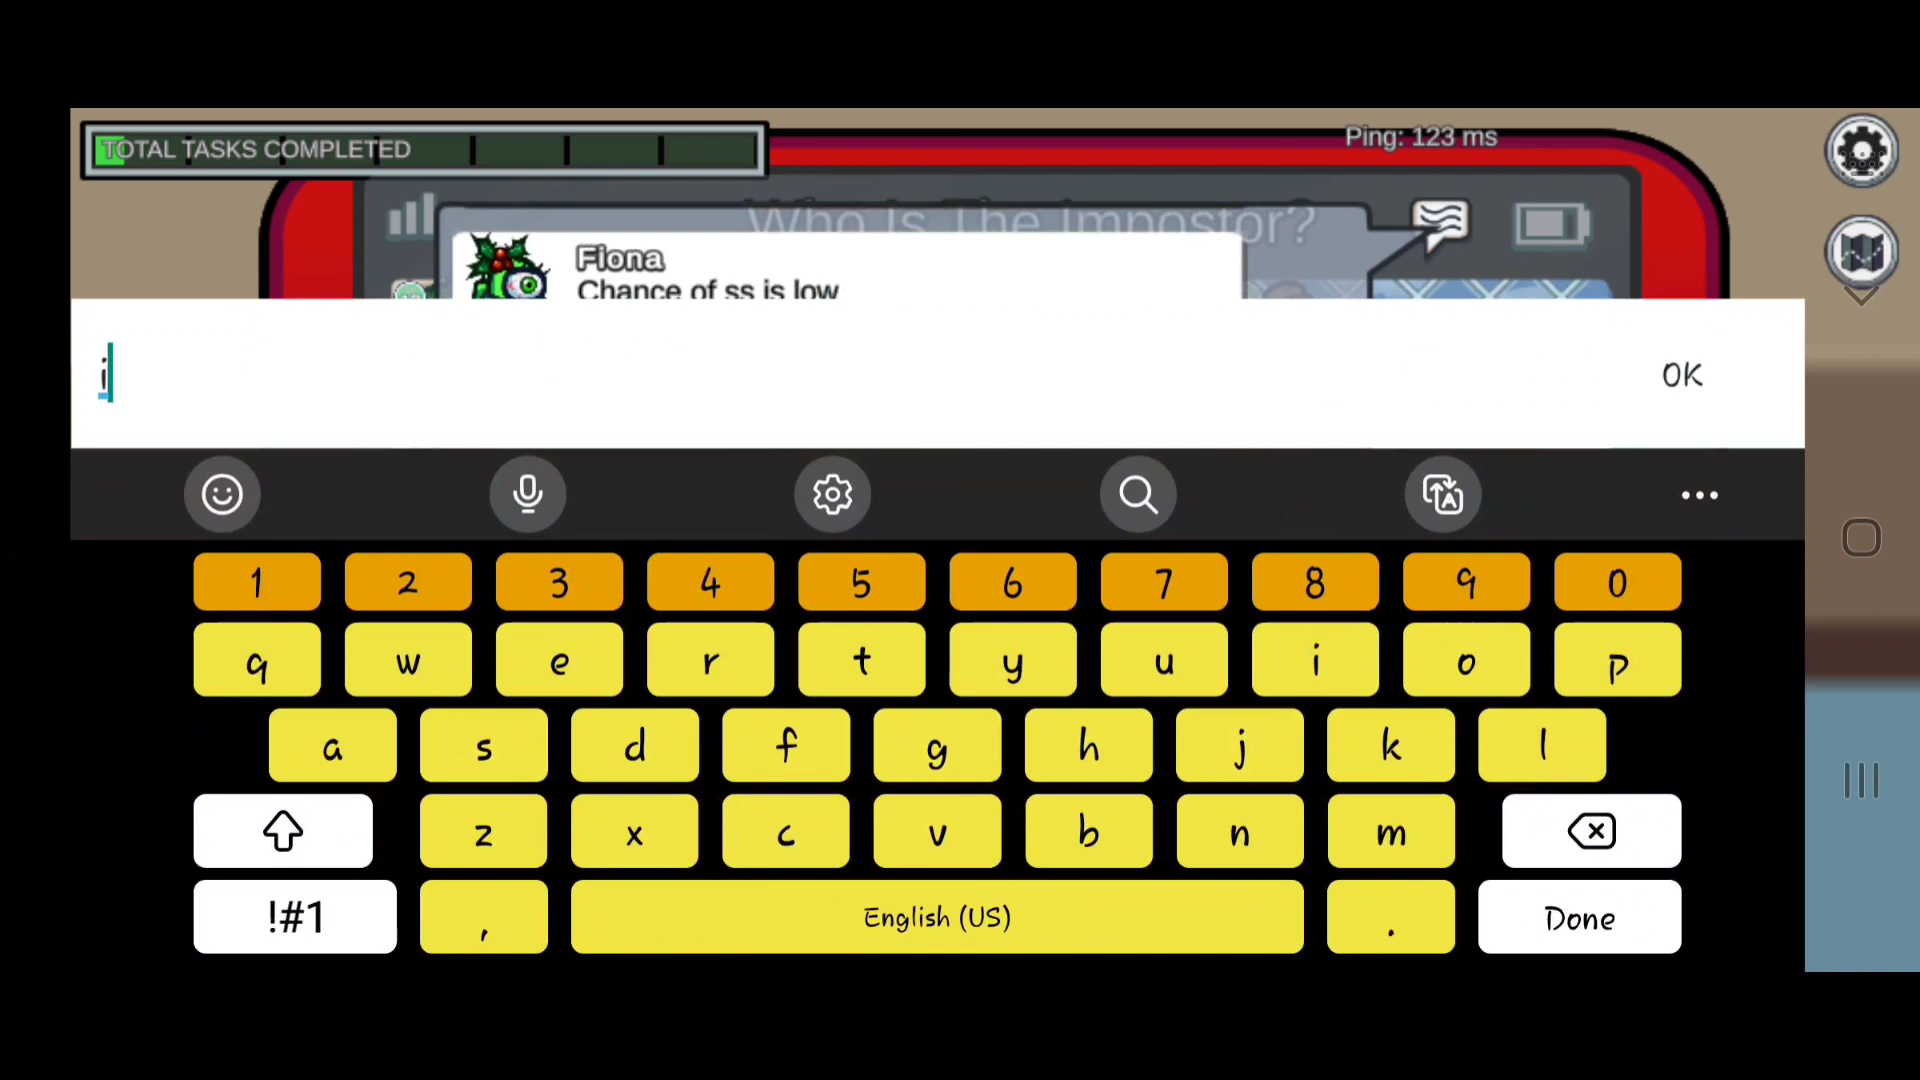 TOTAL TASKS COMPLETED
Ping: 123 ms
Who Is The Impostor?
Fiona
Chance of ss is low
i
OK
1 2 3 4 5 6 7 8 9 0
q w e r t y u i o p
a s d f g h j k l
z x c v b n m
!#1 , English (US) . Done